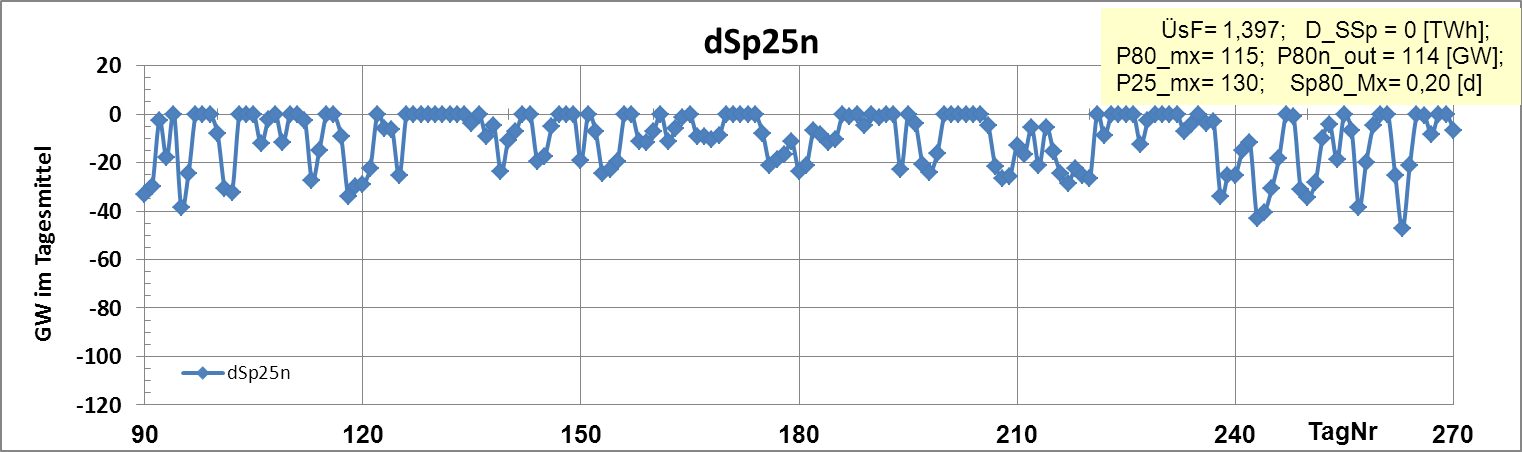 dSp25n
ÜsF= 1,397; D_SSp = 0 [TWh];
P80_mx= 115; P80n_out = 114 [GW];
P25_mx= 130; Sp80_Mx= 0,20 [d]
GW im Tagesmittel
20
0
-20
-40
-60
-80
-100
-120
dSp25n
90 120 150 180 210 240 TagNr 270